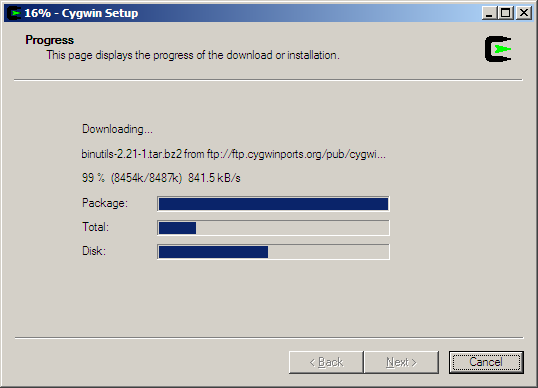 16% - Cygwin Setup
Progress
This page displays the progress of the download or installation.
Downloading...
binutils-2.21-1.tar.bz2 from ftp://ftp.cygwinports.org/pub/cygwi...
99 % (8454k/8487k) 841.5 kB/s
Package:
Total:
Disk:
< Back
Next >
Cancel